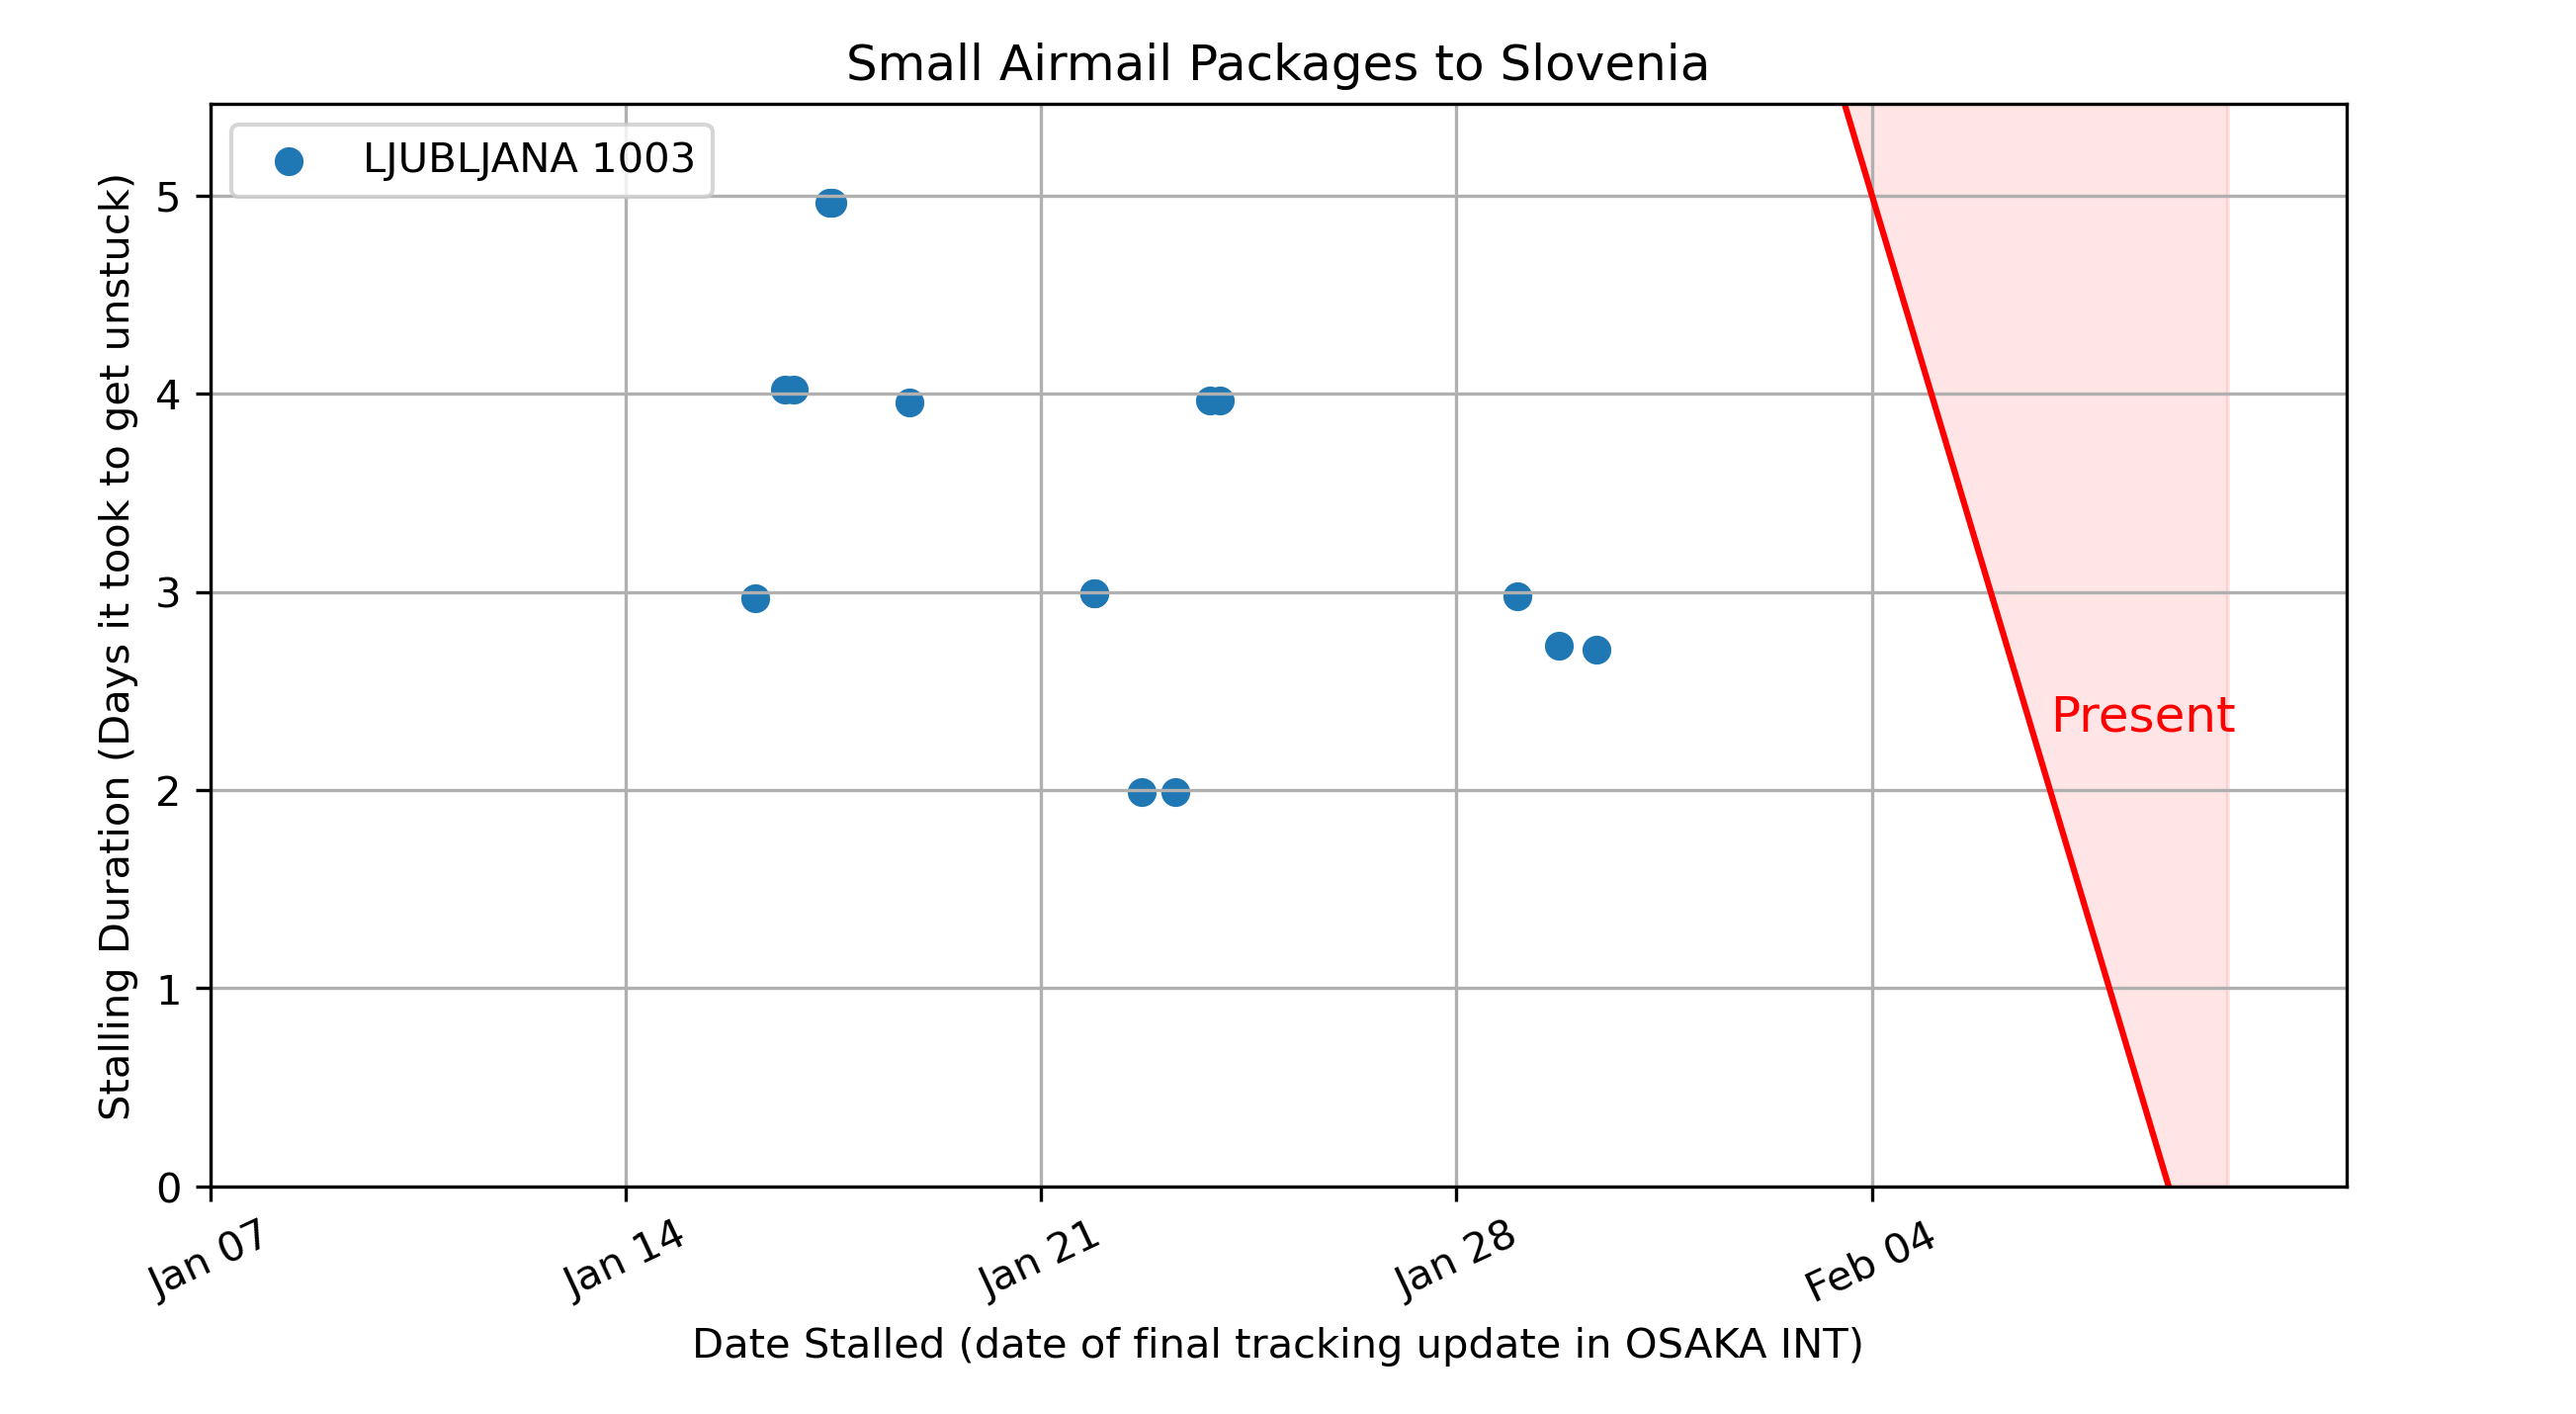 Small Airmail Packages to Slovenia
LJUBLJANA 1003
Stalling Duration (Days it took to get unstuck)
5
4
3
2
1
0
Present
Jan 07
Jan 14
Jan 21
Jan 28
Feb 04
Date Stalled (date of final tracking update in OSAKA INT)